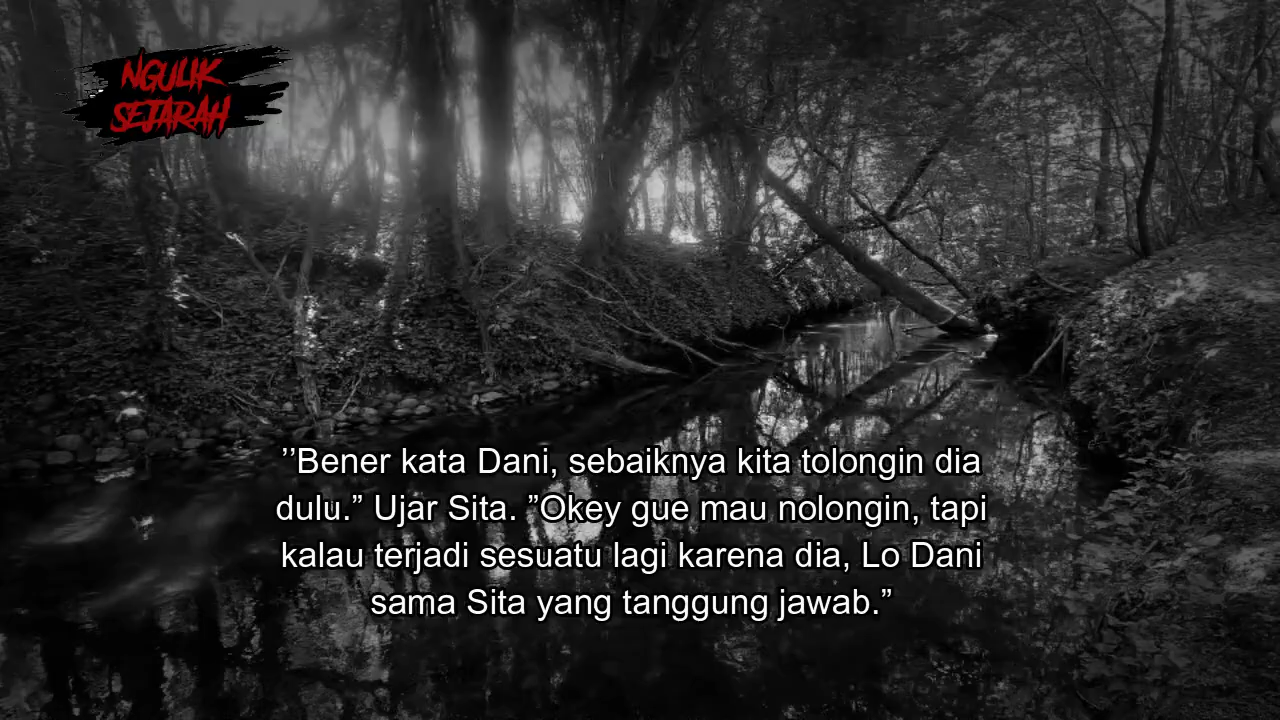 NGULIK
SEJARAH
’’Bener kata Dani, sebaiknya kita tolongin dia
dulu.” Ujar Sita. ”Okey gue mau nolongin, tapi
kalau terjadi sesuatu lagi karena dia, Lo Dani
sama Sita yang tanggung jawab.”